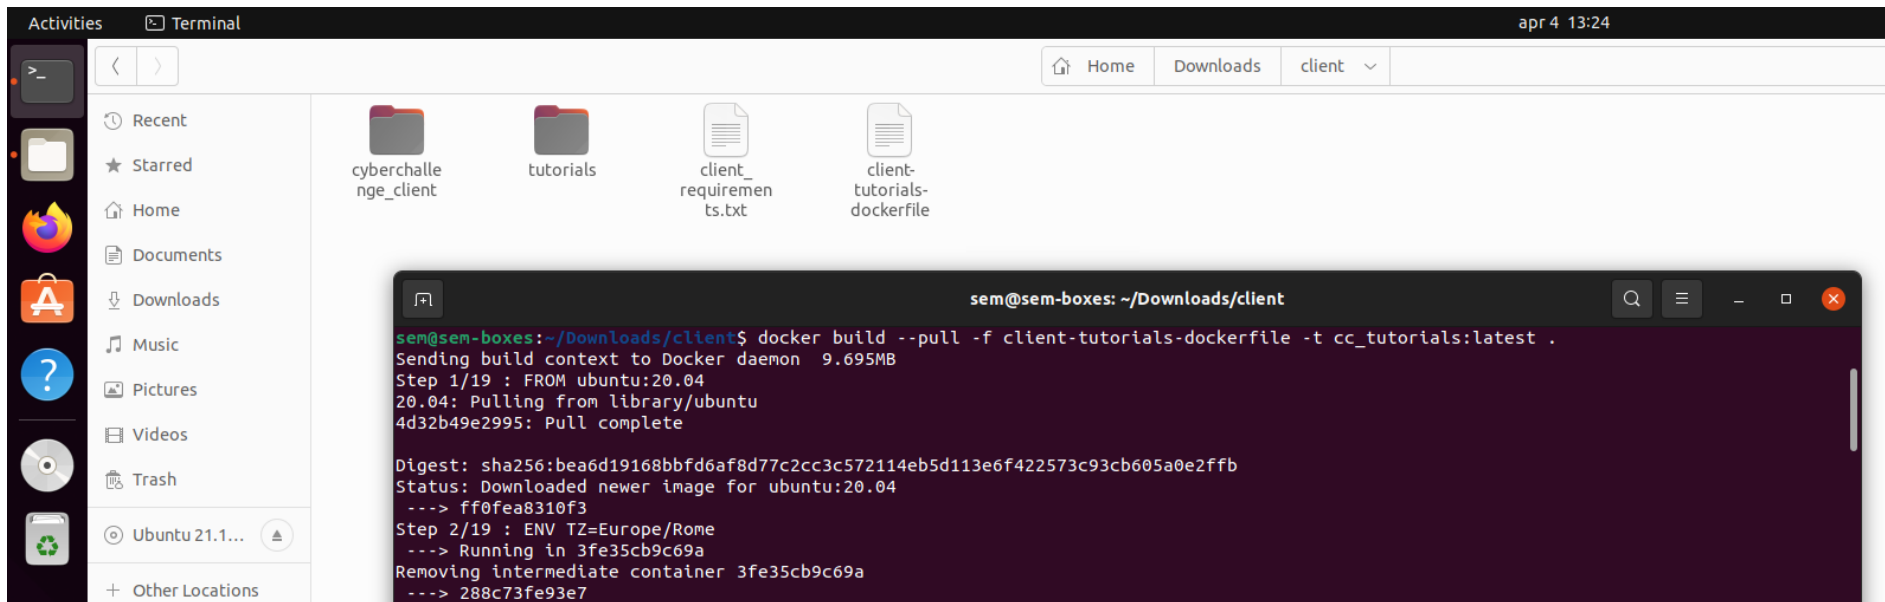 Activities
Terminal
apr 4 13:24
Home
Downloads
client
Recent
Starred
Home
Documents
Downloads
Music
Pictures
Videos
Trash
Ubuntu 21.1...
Other Locations
cyberchalle
nge_client
tutorials
client_
requiremen
ts.txt
client-
tutorials-
dockerfile
sem@sem-boxes: ~/Downloads/client
sem@sem-boxes:~/Downloads/client$ docker build --pull -f client-tutorials-dockerfile -t cc_tutorials:latest .
Sending build context to Docker daemon  9.695MB
Step 1/19 : FROM ubuntu:20.04
20.04: Pulling from library/ubuntu
4d32b49e2995: Pull complete
Digest: sha256:bea6d19168bbfd6af8d77c2cc3c572114eb5d113e6f422573c93cb605a0e2ffb
Status: Downloaded newer image for ubuntu:20.04
 ---> ff0fea8310f3
Step 2/19 : ENV TZ=Europe/Rome
 ---> Running in 3fe35cb9c69a
Removing intermediate container 3fe35cb9c69a
 ---> 288c73fe93e7